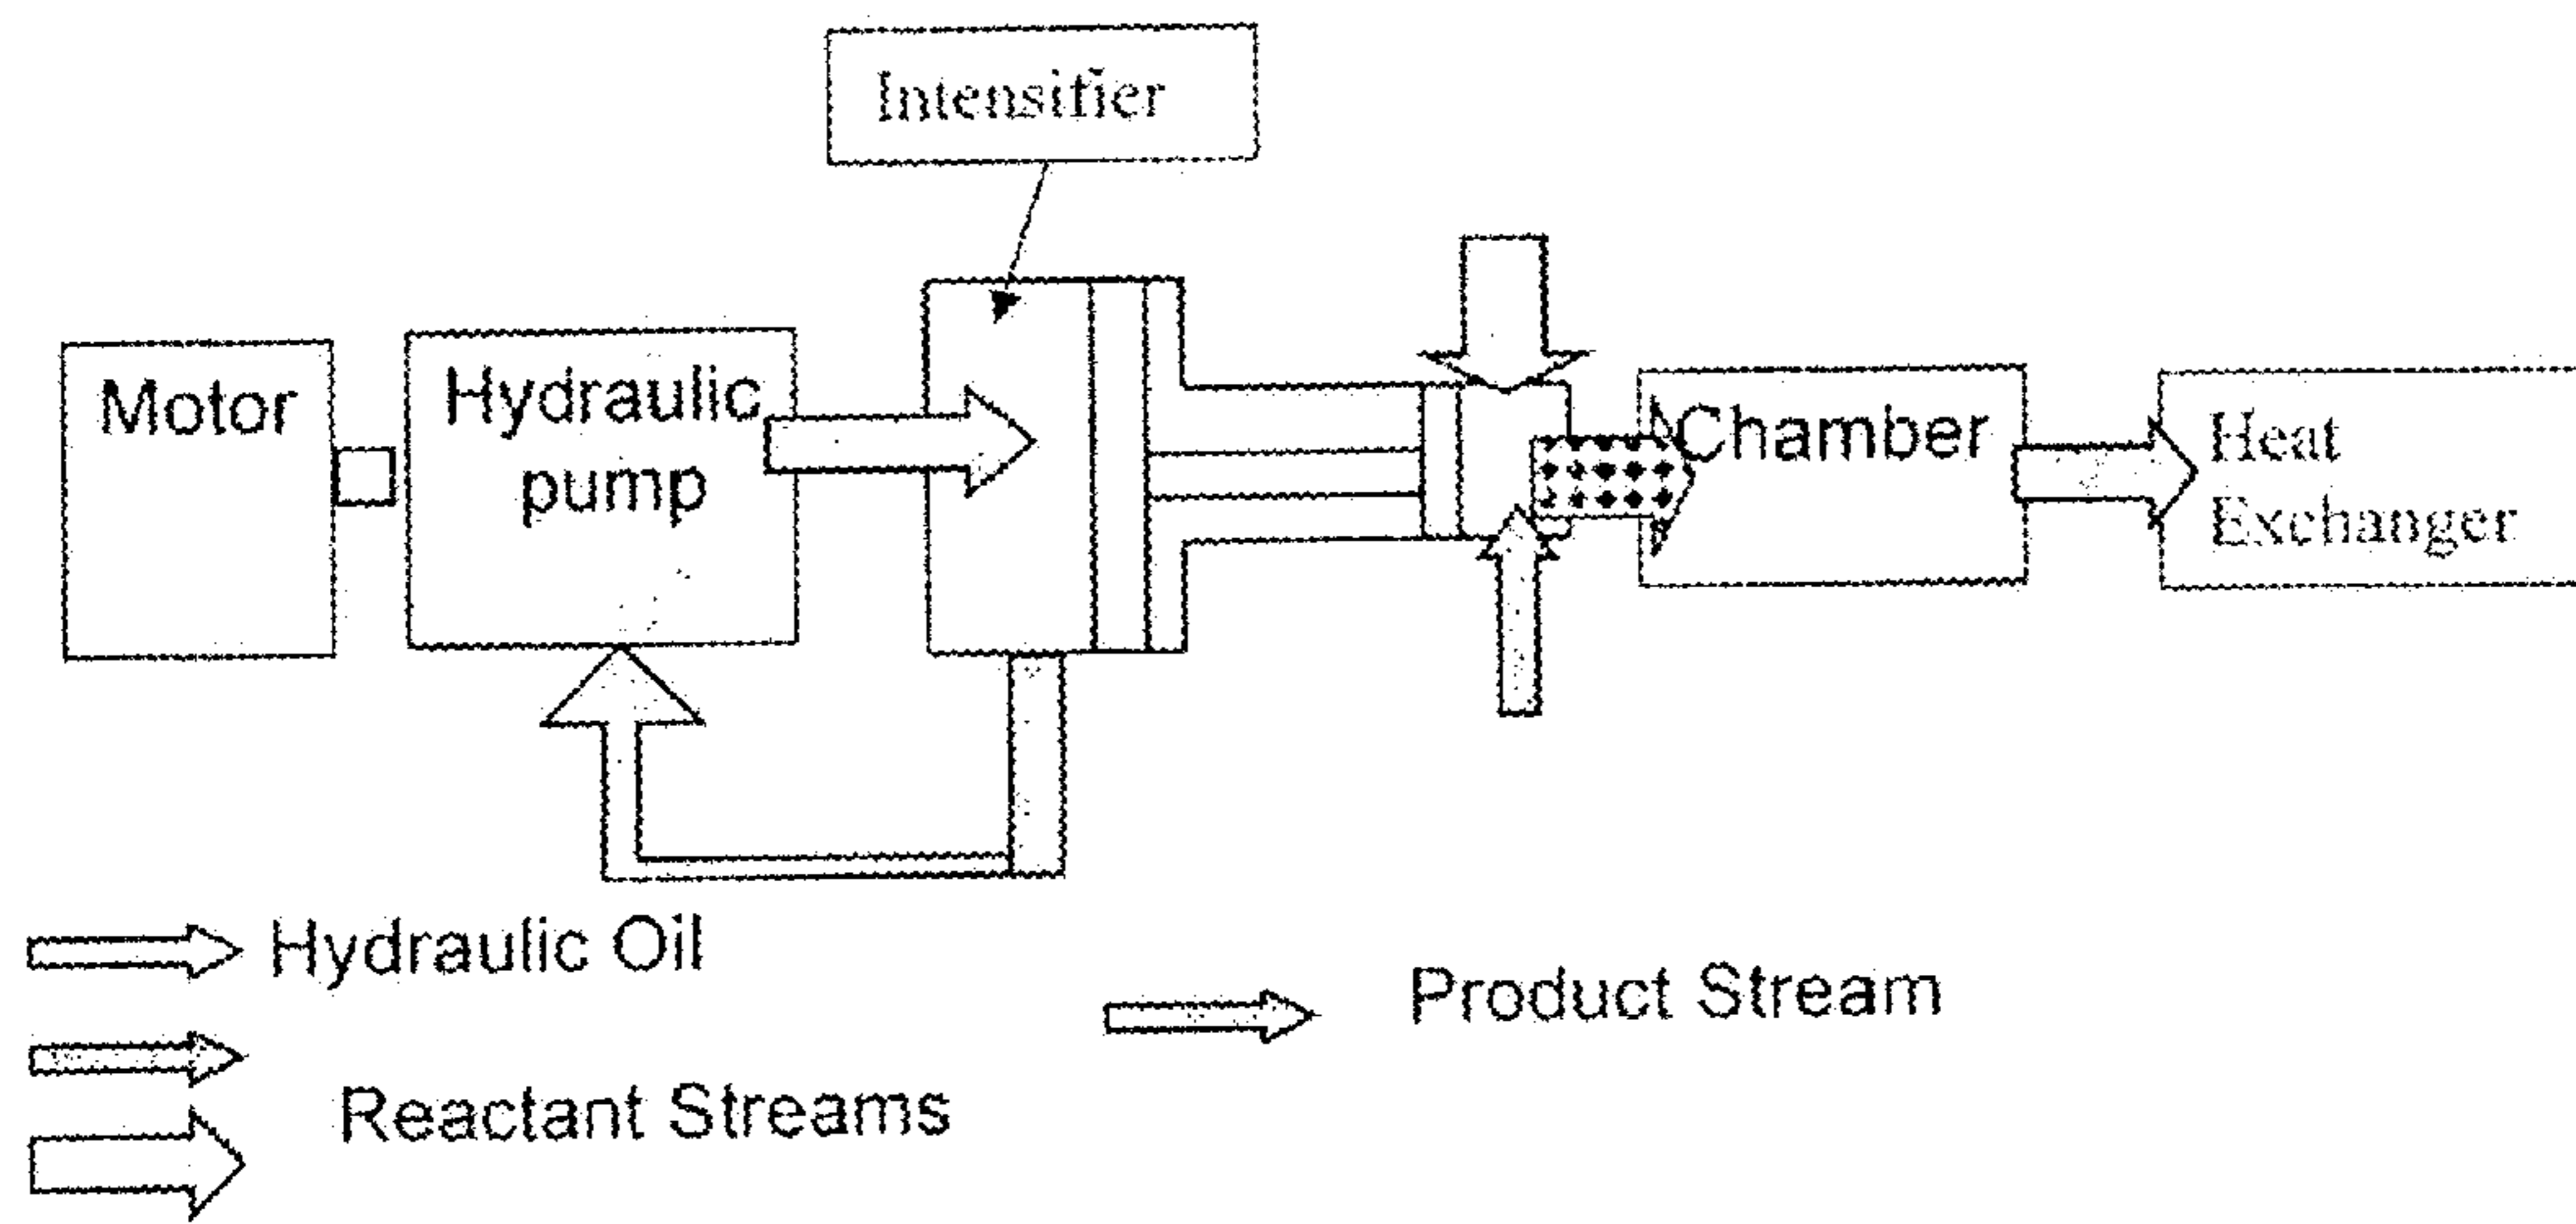 Intensifier
Motor
Hydraulic
pump
Chamber
Heat
Exchanger
Hydraulic Oil
Product Stream
Reactant Streams